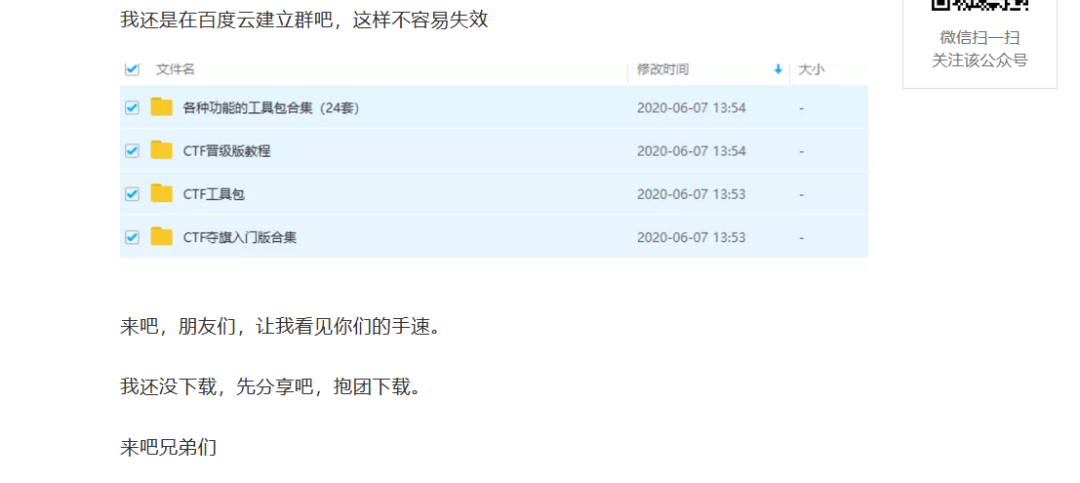 我还是在百度云建立群吧，这样不容易失效
微信扫一扫
关注该公众号
文件名 修改时间 大小
各种功能的工具包合集（24套） 2020-06-07 13:54 -
CTF晋级版教程 2020-06-07 13:54 -
CTF工具包 2020-06-07 13:53 -
CTF夺旗入门版合集 2020-06-07 13:53 -
来吧，朋友们，让我看见你们的手速。
我还没下载，先分享吧，抱团下载。
来吧兄弟们